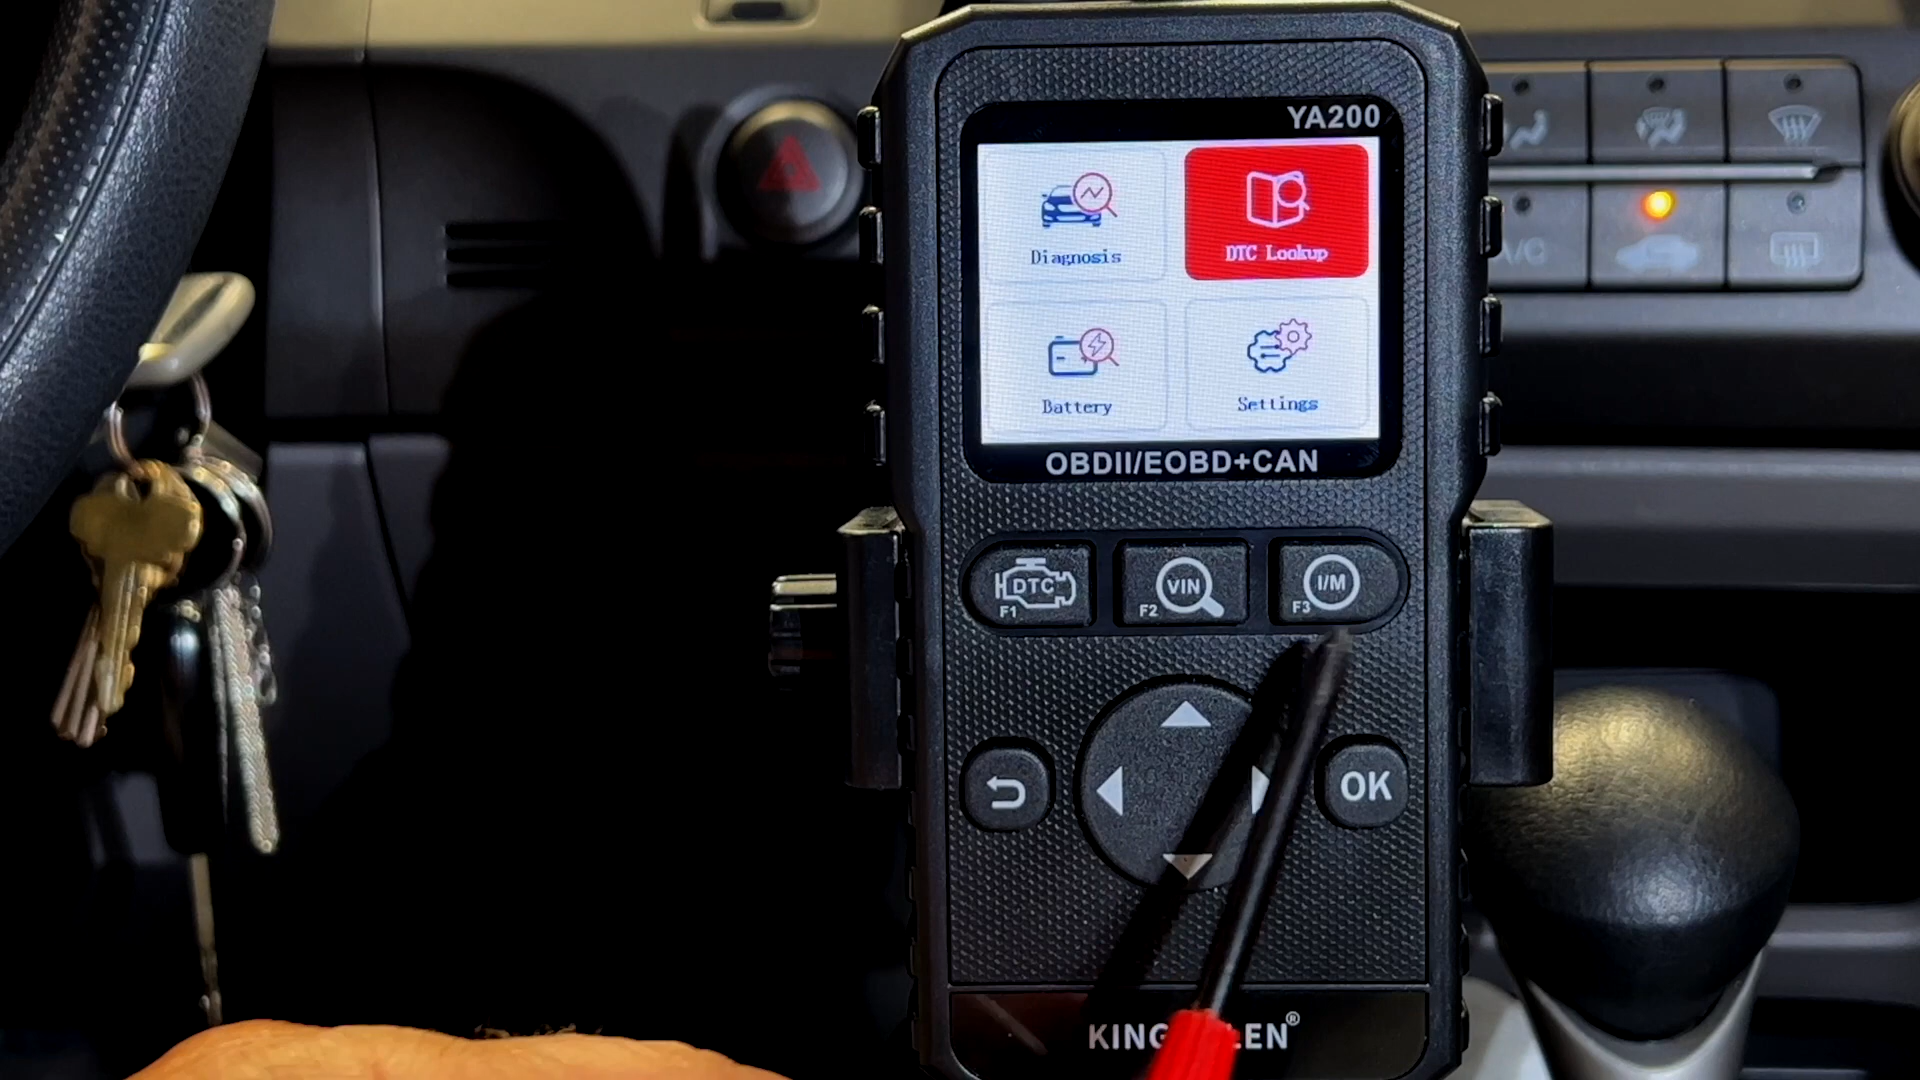 YA200
Diagnosis
DTC Lookup
Battery
Settings
OBDII/EOBD+CAN
DTC
F1
VIN
F2
I/M
F3
OK
A/C